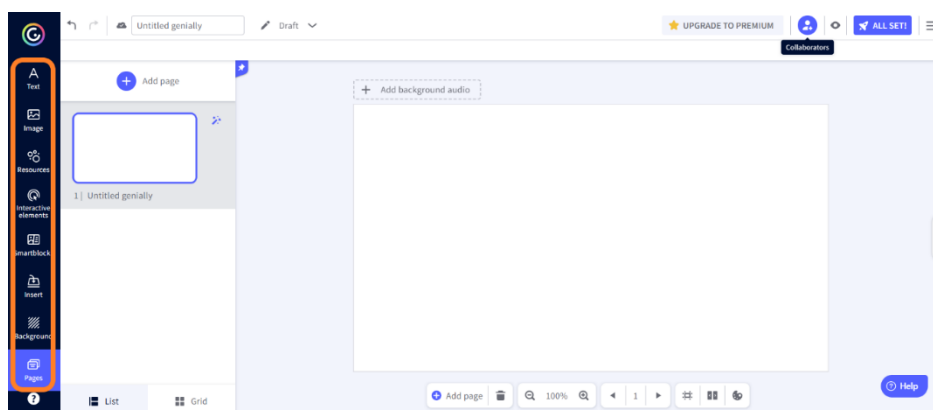 Untitled genially
Draft
UPGRADE TO PREMIUM
ALL SET!
Collaborators
Text
Image
Resources
Interactive
elements
Smartblock
Insert
Background
Pages
Add page
1 | Untitled genially
List
Grid
Add background audio
Add page
100%
1
Help